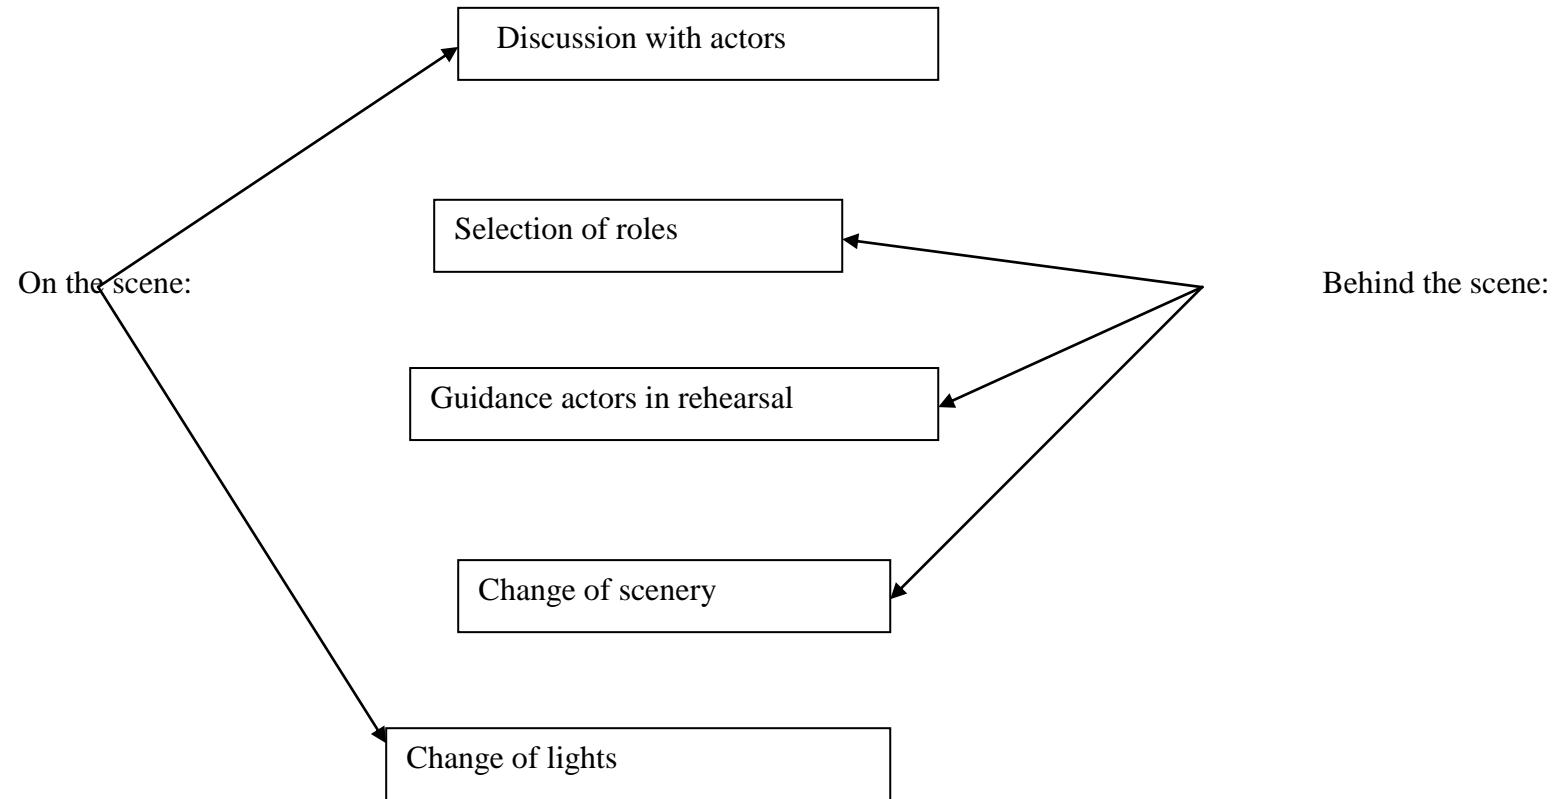 Discussion with actors
Selection of roles
On the scene:
Behind the scene:
Guidance actors in rehearsal
Change of scenery
Change of lights